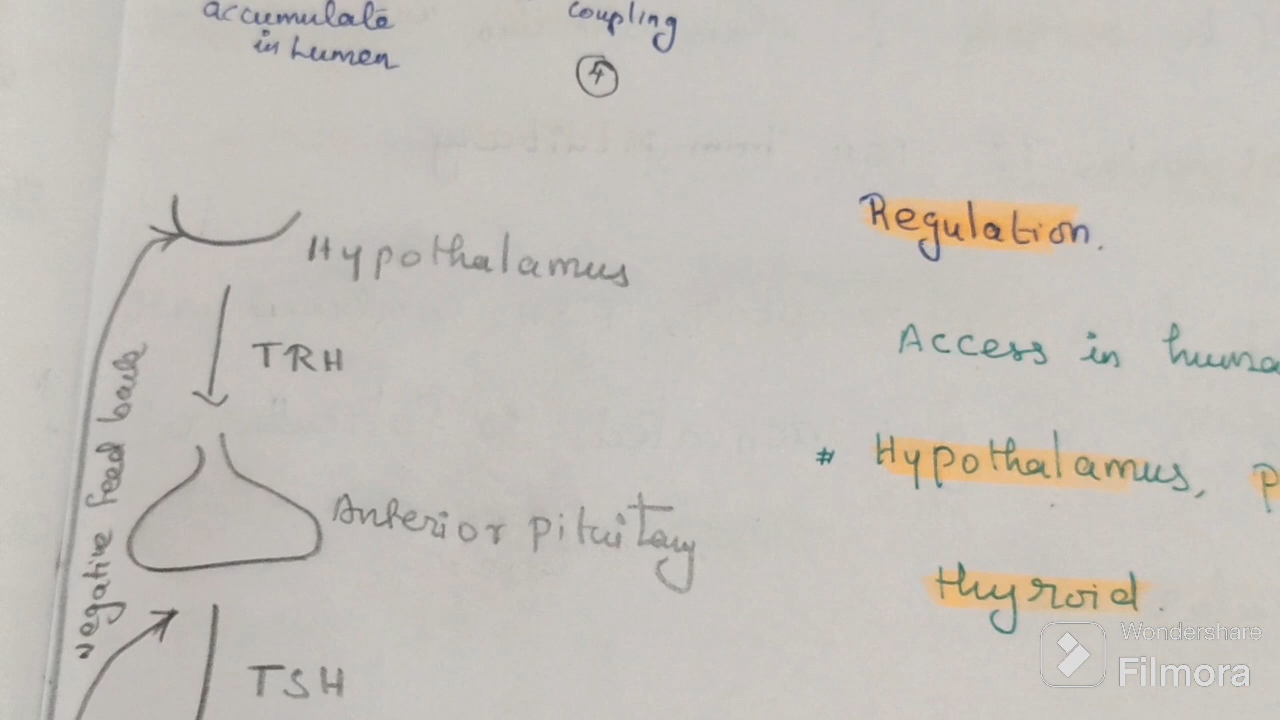 accumulate
in Lumen
coupling
4
Hypothalamus
TRH
negative feed back
Anterior pituitary
TSH
Regulation.
Access in huma
# Hypothalamus, P
thyroid.
Wondershare
Filmora